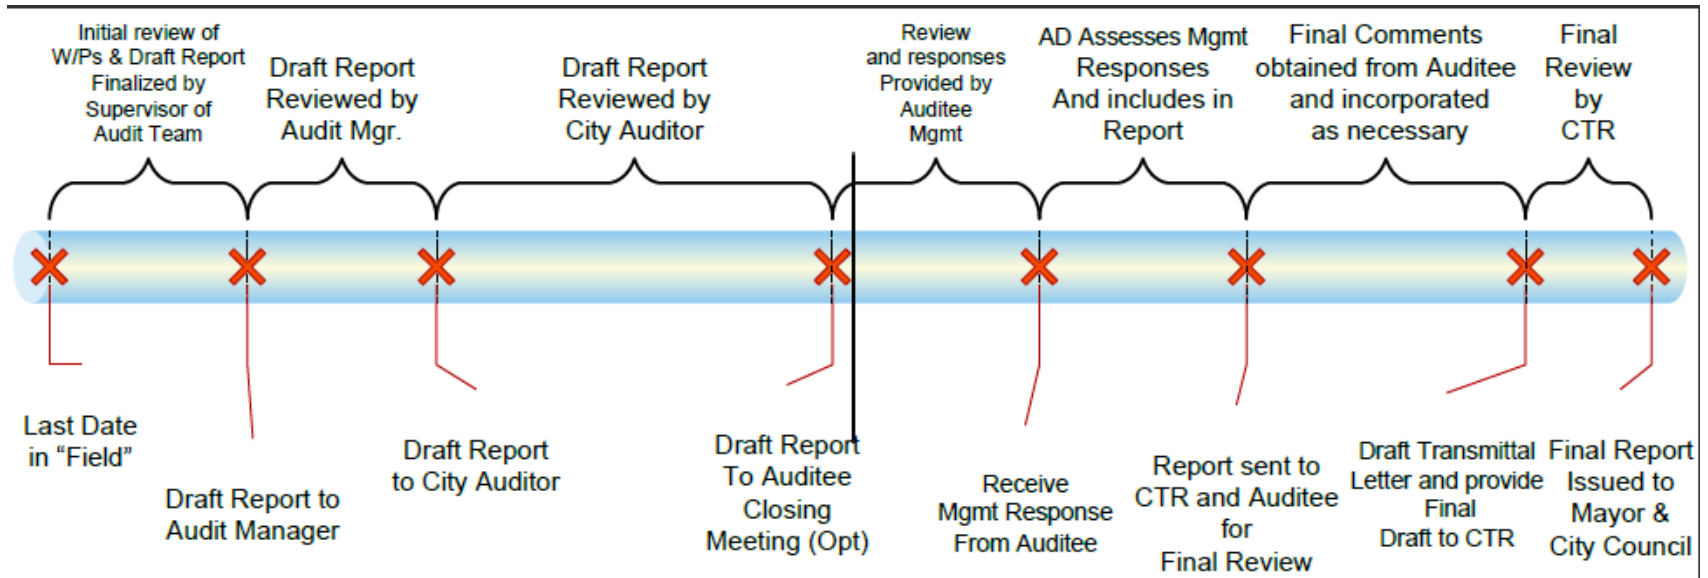 Initial review of
W/Ps & Draft Report
Finalized by
Supervisor of
Audit Team
Draft Report
Reviewed by
Audit Mgr.
Draft Report
Reviewed by
City Auditor
Review
and responses
Provided by
Auditee
Mgmt
AD Assesses Mgmt
Responses
And includes in
Report
Final Comments
obtained from Auditee
and incorporated
as necessary
Final
Review
by
CTR
Last Date
in “Field”
Draft Report to
Audit Manager
Draft Report
to City Auditor
Draft Report
To Auditee
Closing
Meeting (Opt)
Receive
Mgmt Response
From Auditee
Report sent to
CTR and Auditee
for
Final Review
Draft Transmittal
Letter and provide
Final
Draft to CTR
Final Report
Issued to
Mayor &
City Council